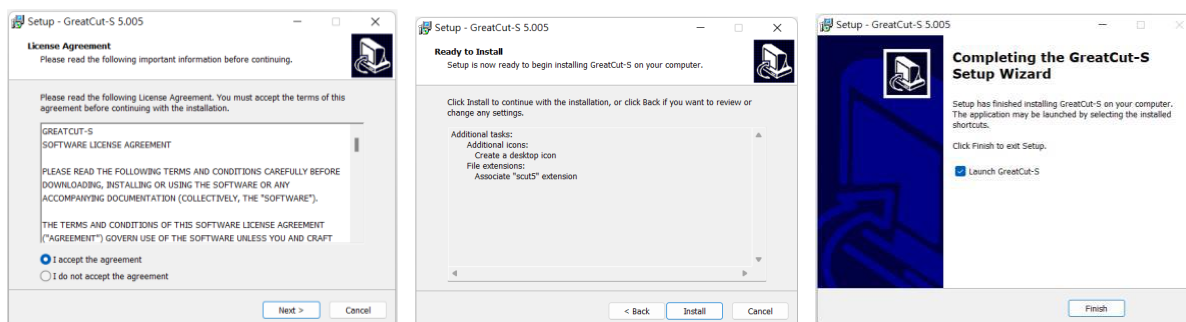 Setup - GreatCut-S 5.005
License Agreement
Please read the following important information before continuing.
Please read the following License Agreement. You must accept the terms of this
agreement before continuing with the installation.
GREATCUT-S
SOFTWARE LICENSE AGREEMENT
PLEASE READ THE FOLLOWING TERMS AND CONDITIONS CAREFULLY BEFORE
DOWNLOADING, INSTALLING OR USING THE SOFTWARE OR ANY
ACCOMPANYING DOCUMENTATION (COLLECTIVELY, THE "SOFTWARE").
THE TERMS AND CONDITIONS OF THIS SOFTWARE LICENSE AGREEMENT
("AGREEMENT") GOVERN USE OF THE SOFTWARE UNLESS YOU AND CRAFT
I accept the agreement
I do not accept the agreement
Next >
Cancel
Setup - GreatCut-S 5.005
Ready to Install
Setup is now ready to begin installing GreatCut-S on your computer.
Click Install to continue with the installation, or click Back if you want to review or
change any settings.
Additional tasks:
Additional icons:
Create a desktop icon
File extensions:
Associate "scut5" extension
< Back
Install
Cancel
Setup - GreatCut-S 5.005
Completing the GreatCut-S
Setup Wizard
Setup has finished installing GreatCut-S on your computer.
The application may be launched by selecting the installed
shortcuts.
Click Finish to exit Setup.
Launch GreatCut-S
Finish